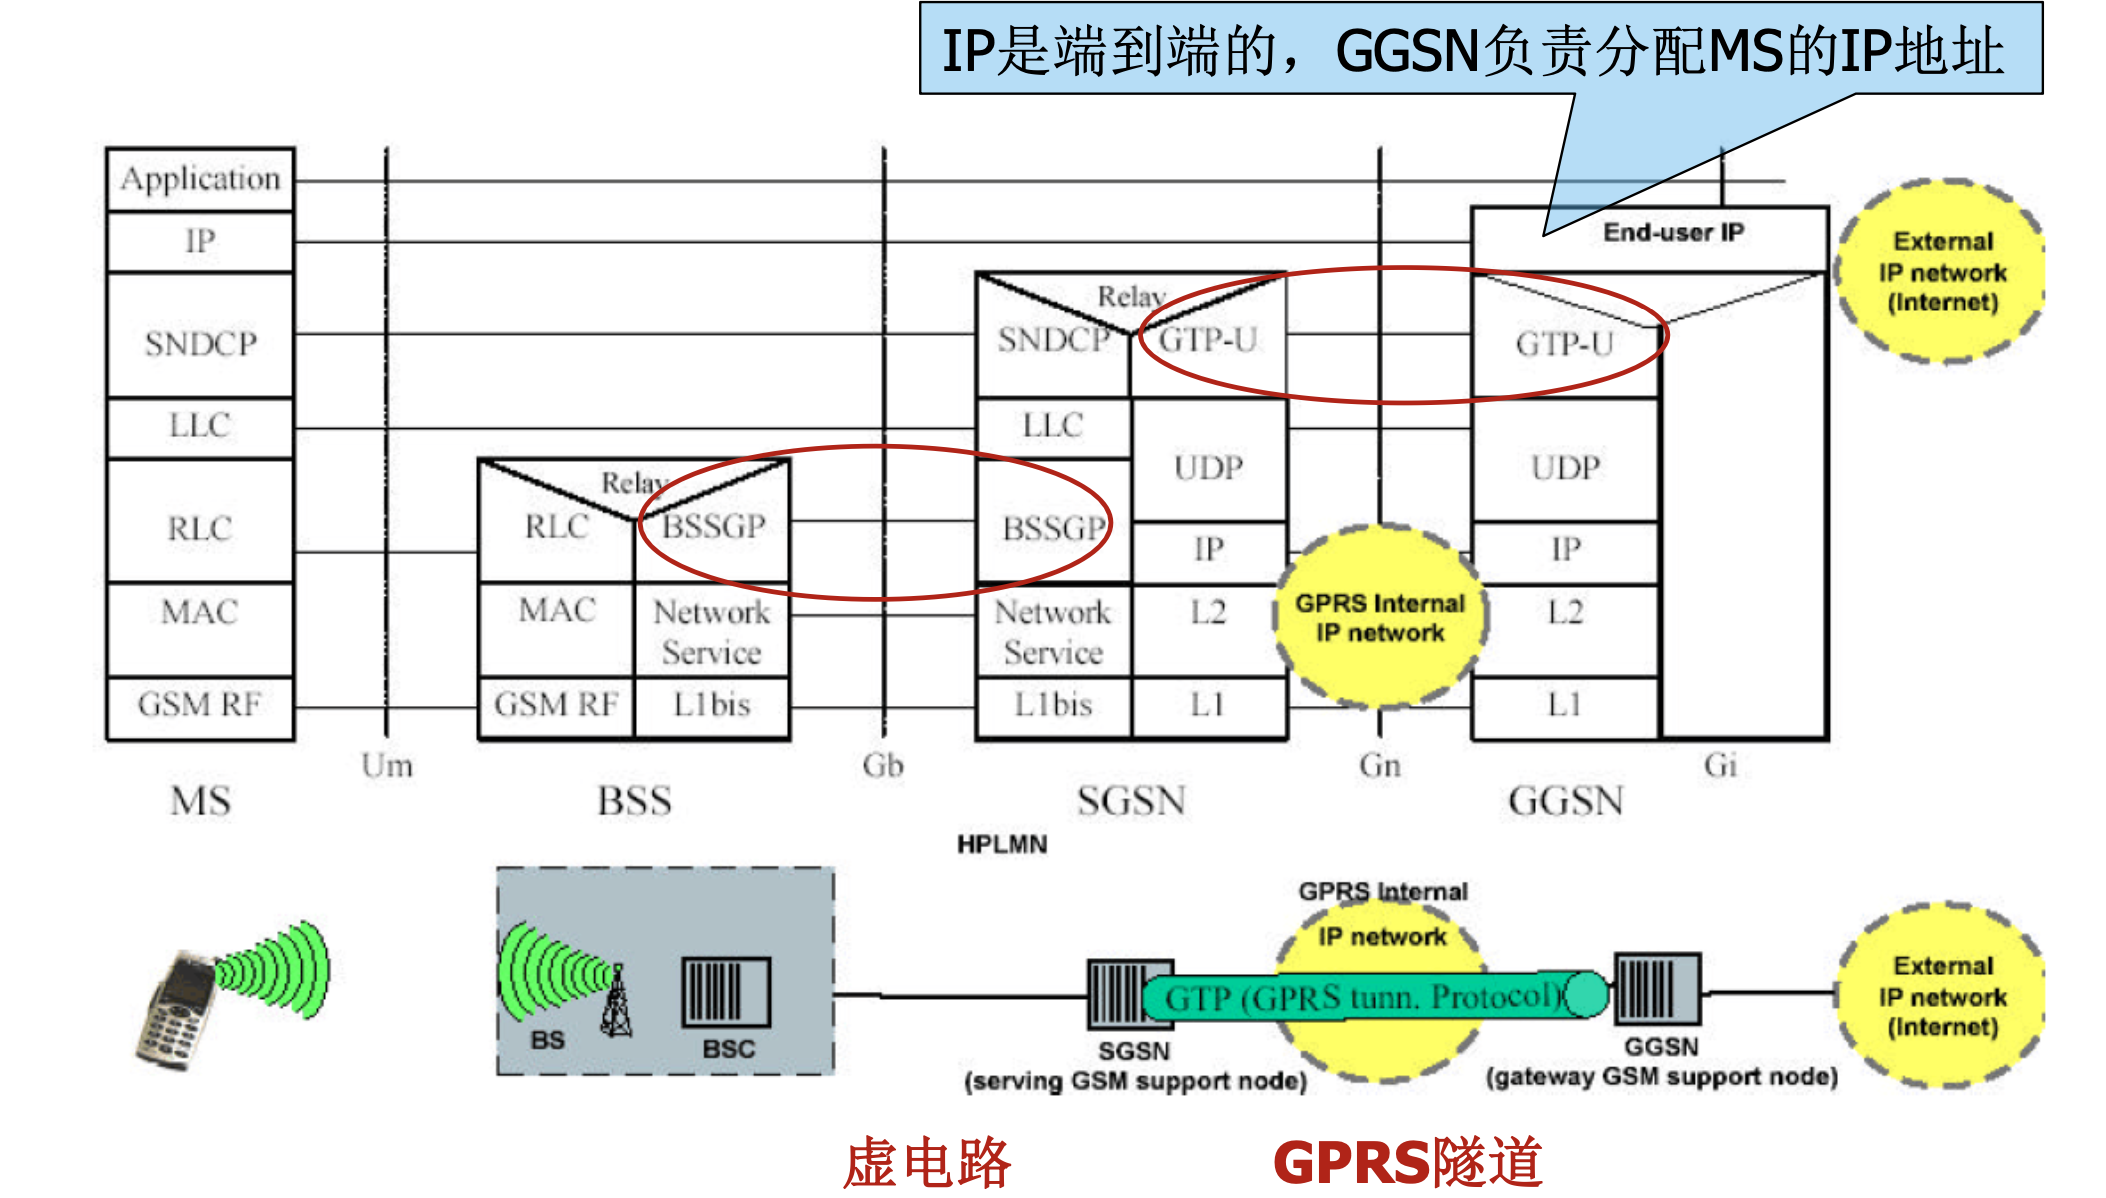 IP是端到端的，GGSN负责分配MS的IP地址
Application
IP
SNDCP
LLC
RLC
MAC
GSM RF
MS
Um
Relay
RLC
BSSGP
MAC
Network
Service
GSM RF
L1bis
BSS
Gb
Relay
SNDCP
GTP-U
LLC
UDP
BSSGP
IP
Network
Service
L2
L1bis
L1
SGSN
GPRS Internal
IP network
Gn
End-user IP
GTP-U
UDP
IP
L2
L1
GGSN
Gi
External
IP network
(Internet)
HPLMN
BS
BSC
GPRS Internal
IP network
GTP (GPRS tunn. Protocol)
SGSN
(serving GSM support node)
GGSN
(gateway GSM support node)
External
IP network
(Internet)
虚电路
GPRS隧道